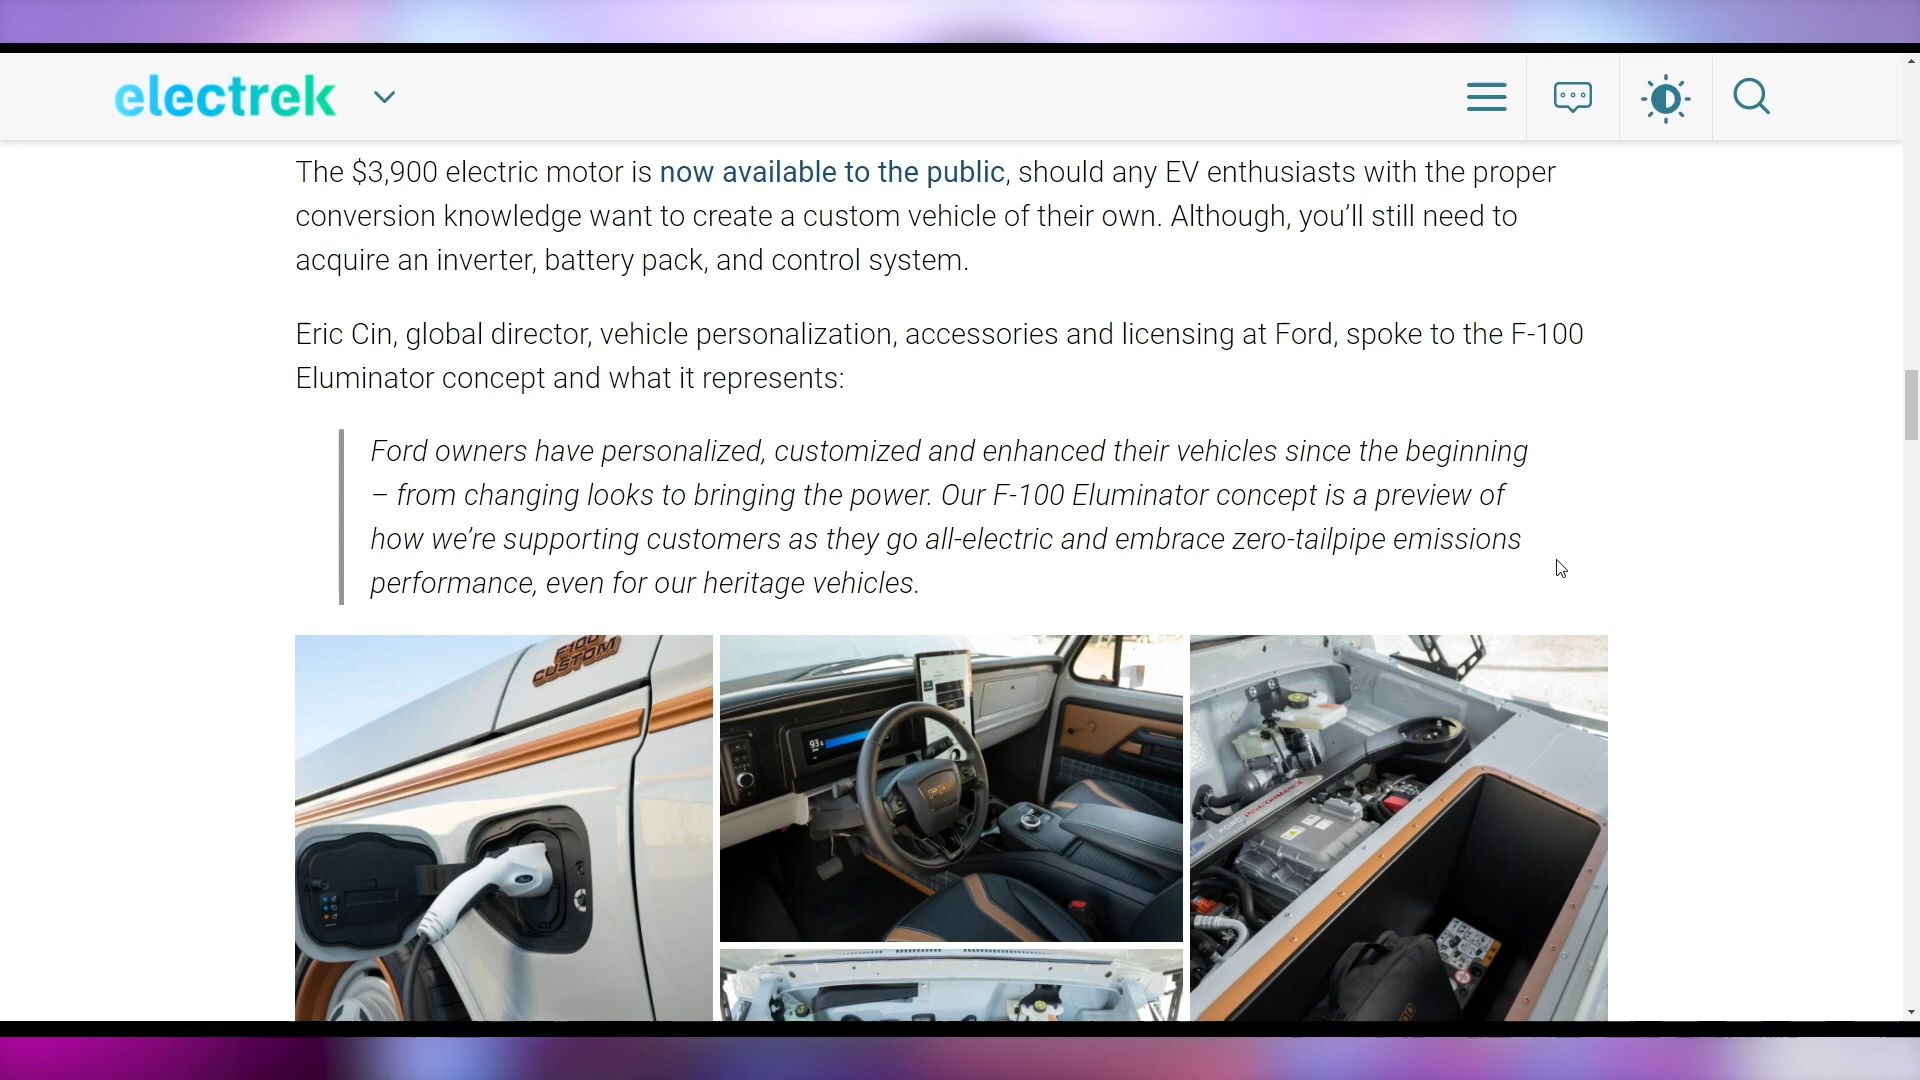 electrek
The $3,900 electric motor is now available to the public, should any EV enthusiasts with the proper
conversion knowledge want to create a custom vehicle of their own. Although, you’ll still need to
acquire an inverter, battery pack, and control system.
Eric Cin, global director, vehicle personalization, accessories and licensing at Ford, spoke to the F-100
Eluminator concept and what it represents:
Ford owners have personalized, customized and enhanced their vehicles since the beginning
– from changing looks to bringing the power. Our F-100 Eluminator concept is a preview of
how we’re supporting customers as they go all-electric and embrace zero-tailpipe emissions
performance, even for our heritage vehicles.
F100
CUSTOM
93
FORD PERFORMANCE